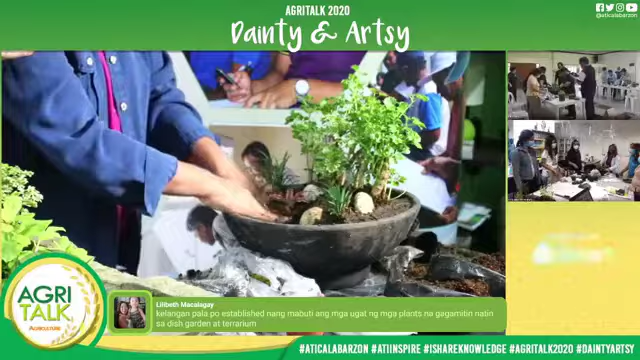 AGRITALK 2020
Dainty & Artsy
@aticalabarzon
AGRI
TALK
AGRICULTURE
Lilibeth Macalagay
kelangan pala po established nang mabuti ang mga ugat ng mga plants na gagamitin natin
sa dish garden at terrarium
#ATICALABARZON #ATIINSPIRE #ISHAREKNOWLEDGE #AGRITALK2020 #DAINTYARTSY